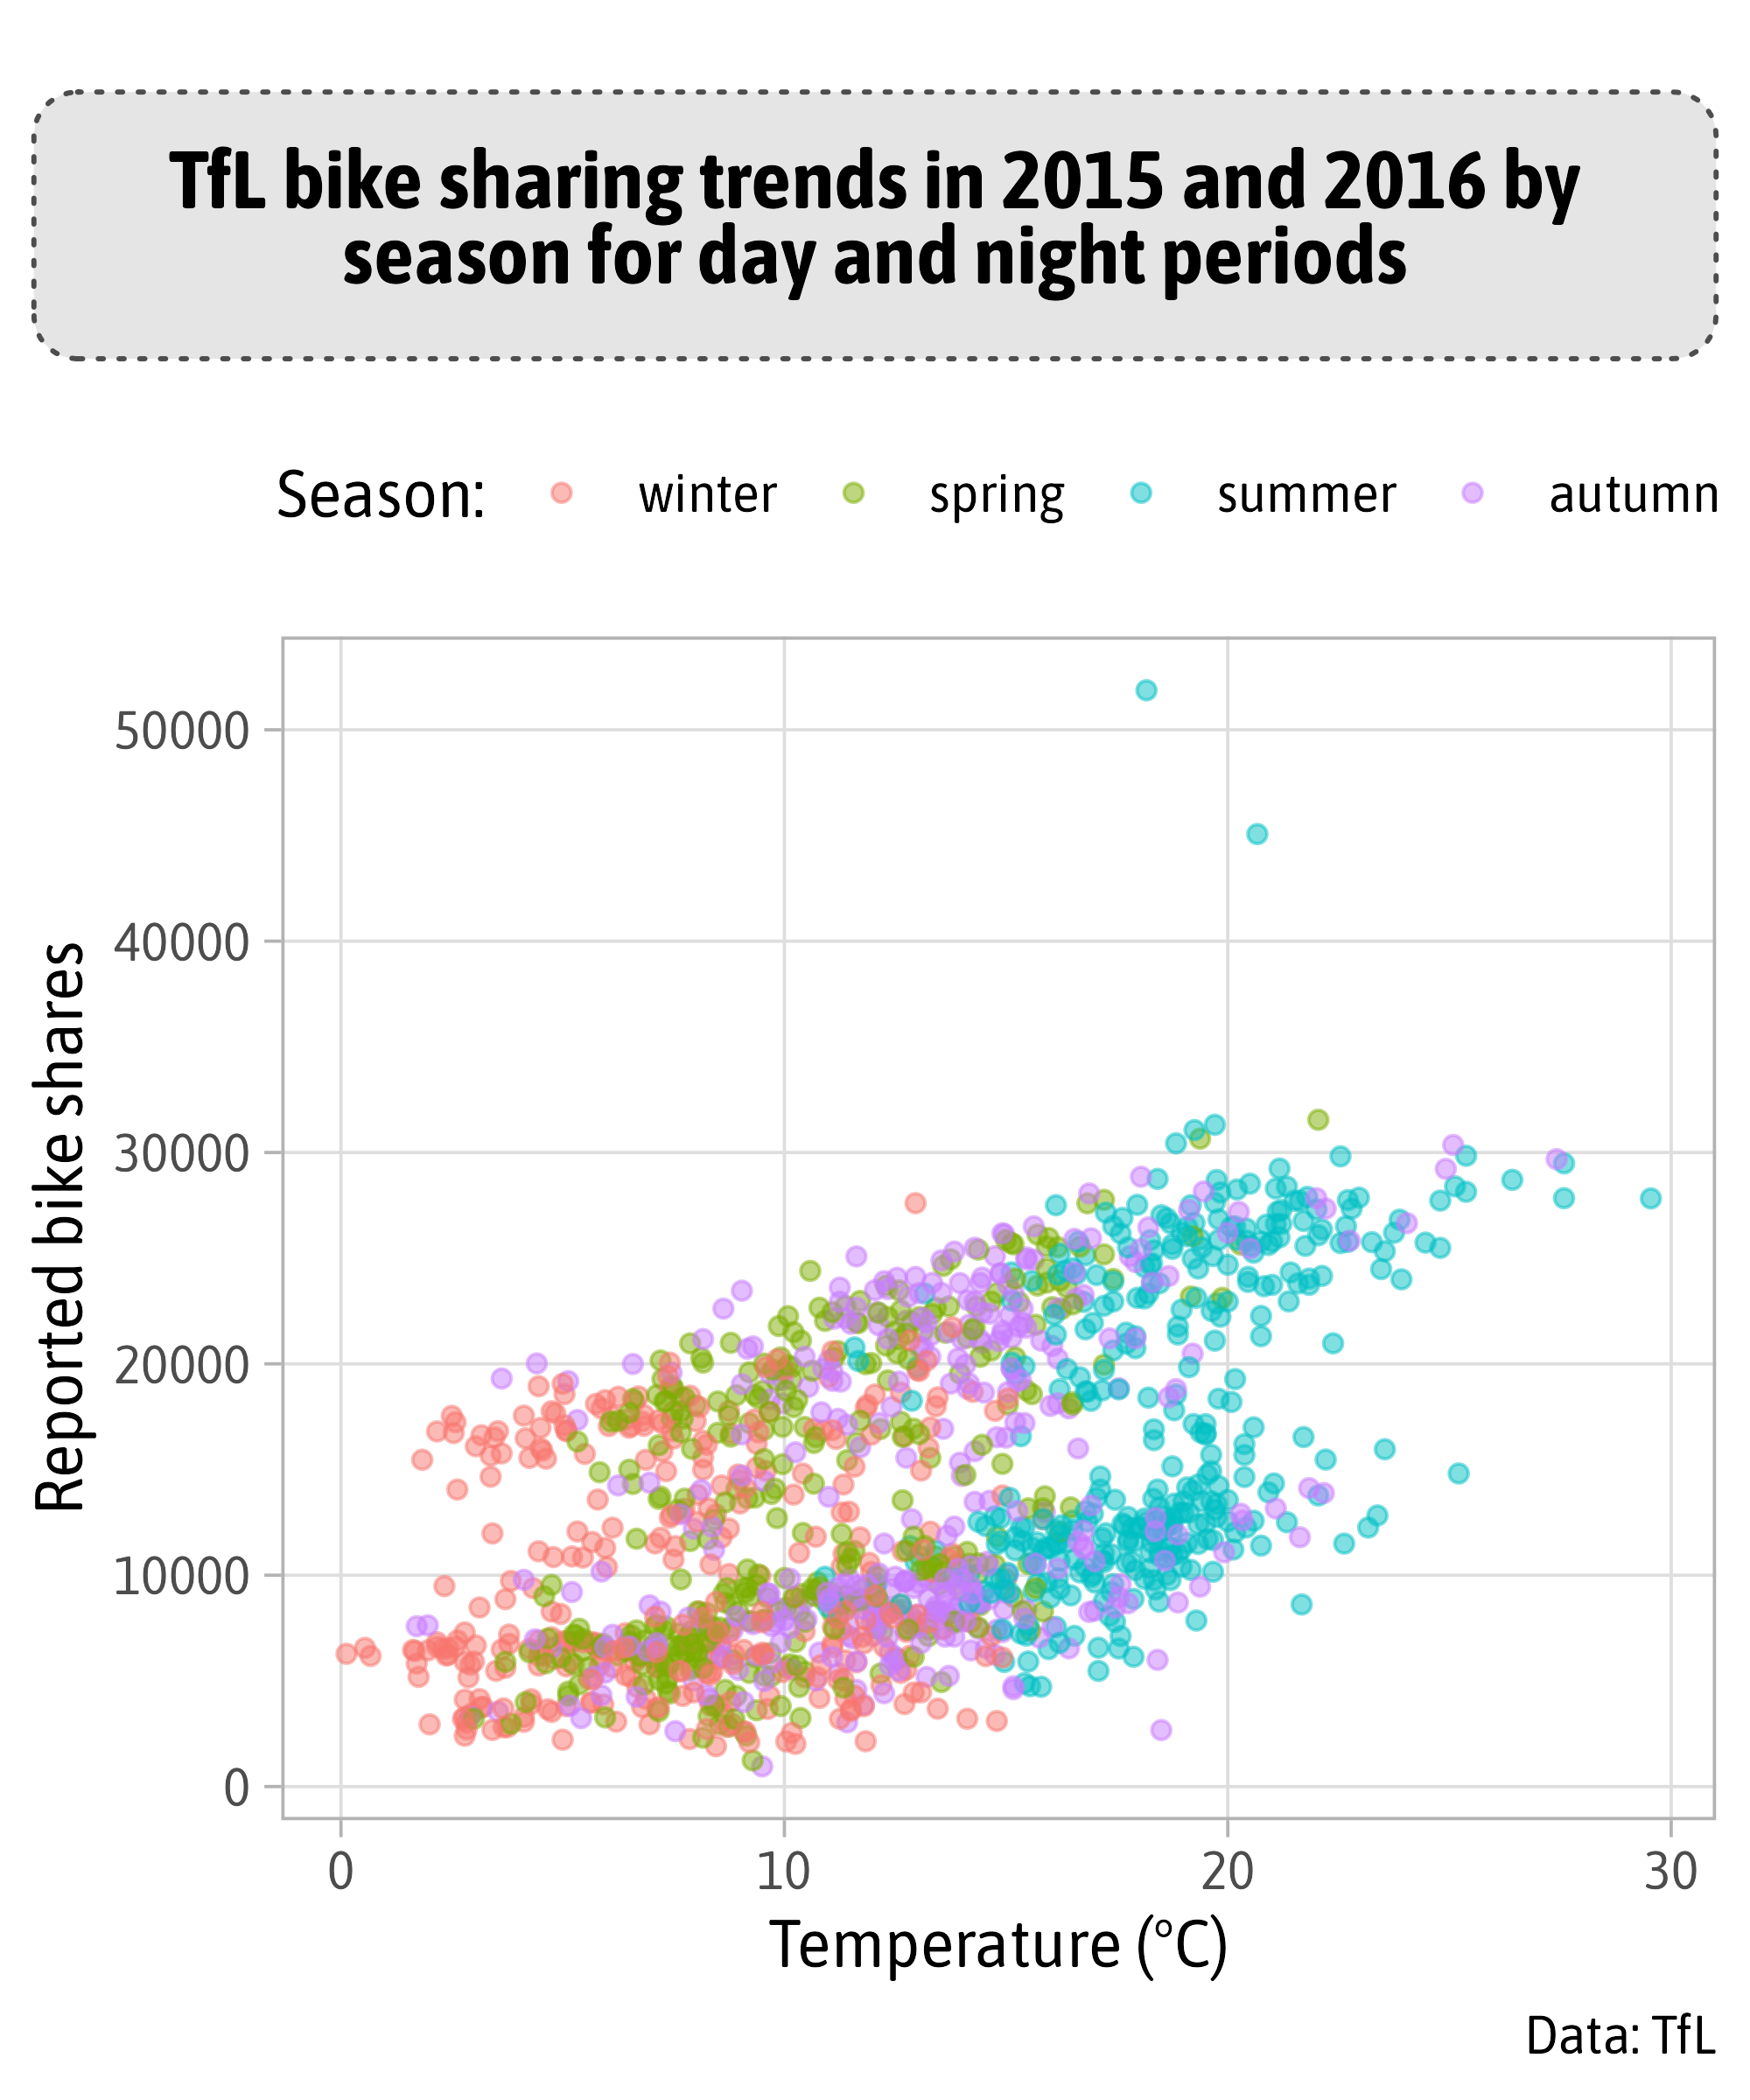 TfL bike sharing trends in 2015 and 2016 by
season for day and night periods
Season: winter spring summer autumn
Reported bike shares
50000
40000
30000
20000
10000
0
0 10 20 30
Temperature (°C)
Data: TfL